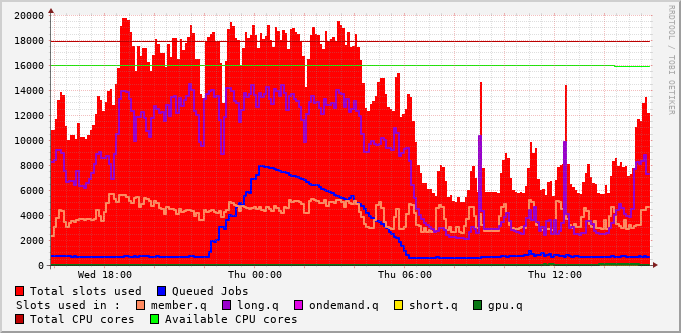 20000
18000
16000
14000
12000
10000
8000
6000
4000
2000
0
Wed 18:00 Thu 00:00 Thu 06:00 Thu 12:00
RRDTOOL / TOBI OETIKER
Total slots used Queued Jobs
Slots used in : member.q long.q ondemand.q short.q gpu.q
Total CPU cores Available CPU cores